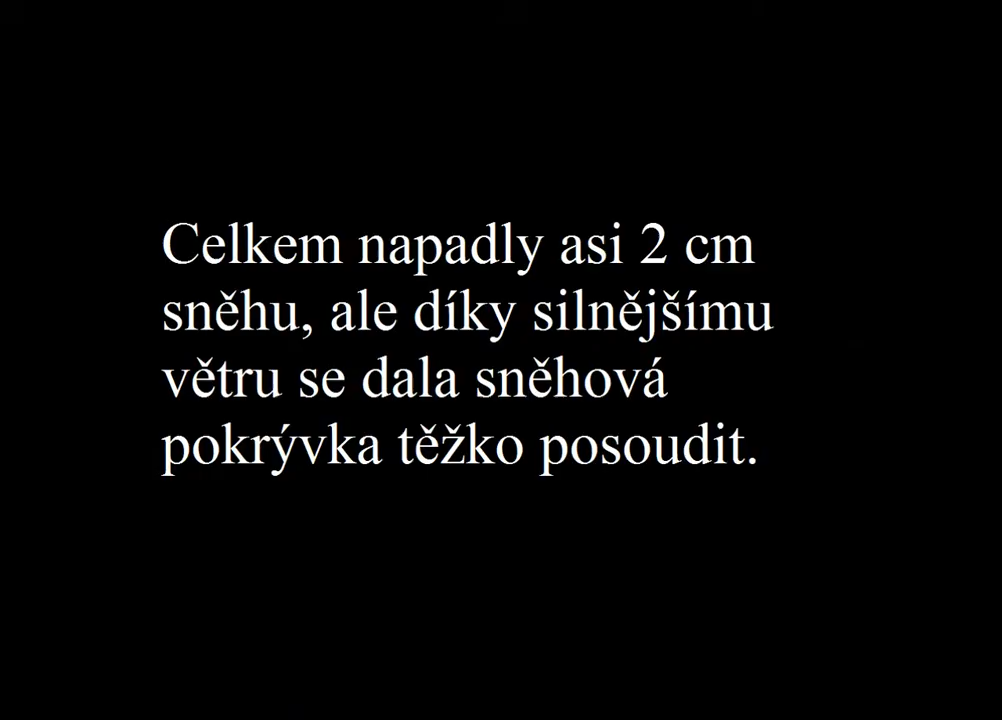 Celkem napadly asi 2 cm
sněhu, ale díky silnějšímu
větru se dala sněhová
pokrývka těžko posoudit.